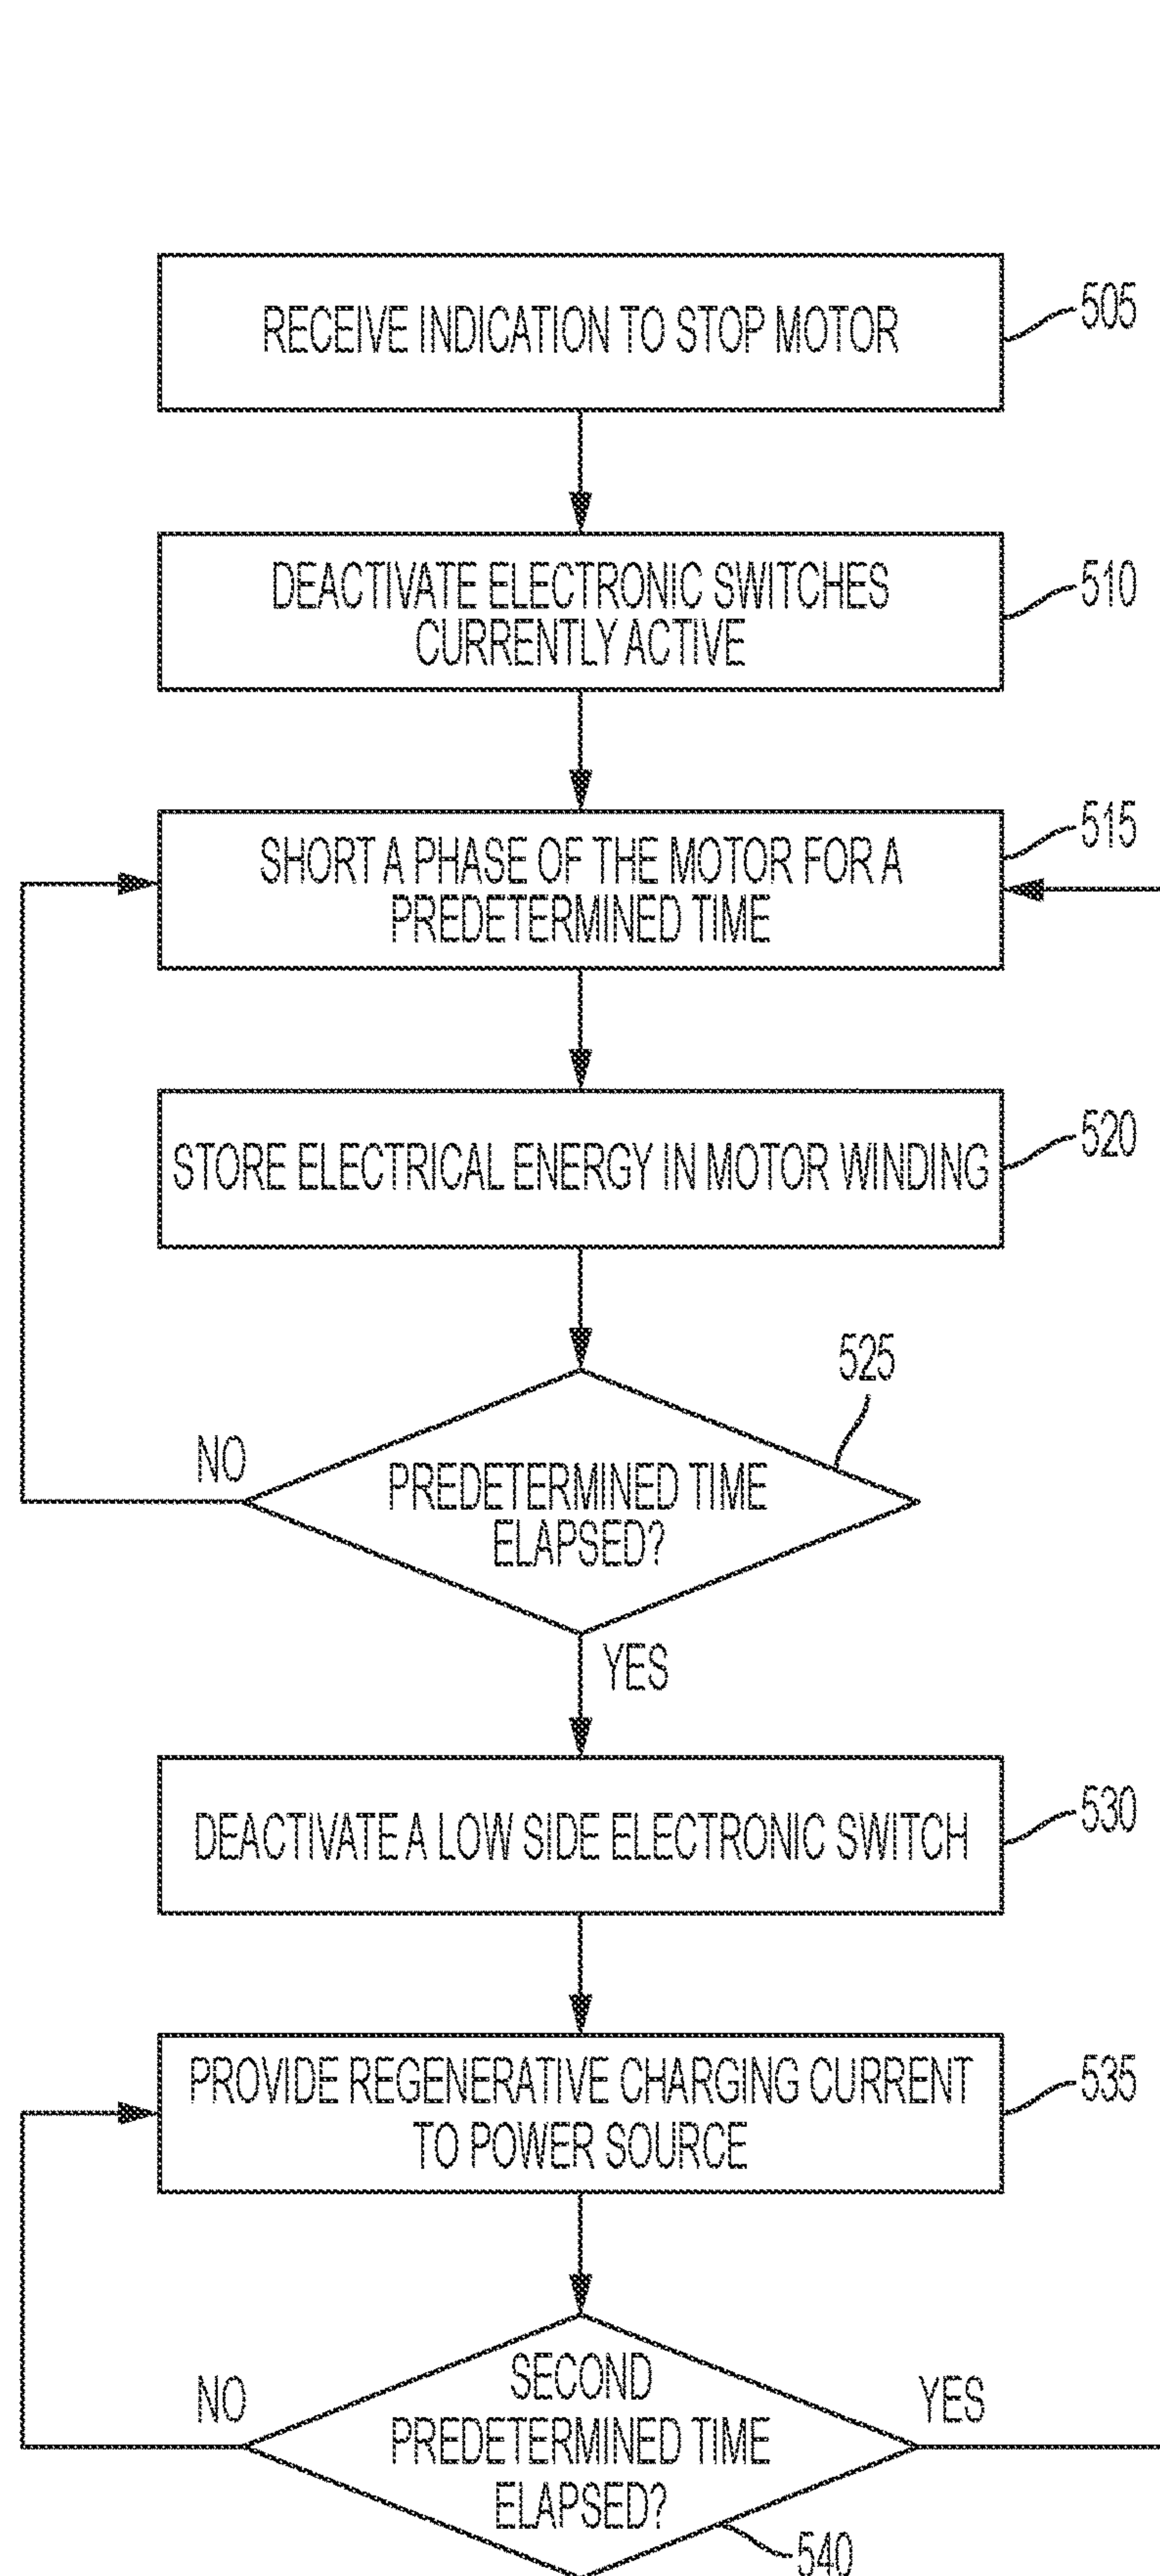 RECEIVE INDICATION TO STOP MOTOR
505
DEACTIVATE ELECTRONIC SWITCHES
CURRENTLY ACTIVE
510
SHORT A PHASE OF THE MOTOR FOR A
PREDETERMINED TIME
515
STORE ELECTRICAL ENERGY IN MOTOR WINDING
520
525
NO
PREDETERMINED TIME
ELAPSED?
YES
DEACTIVATE A LOW SIDE ELECTRONIC SWITCH
530
PROVIDE REGENERATIVE CHARGING CURRENT
TO POWER SOURCE
535
NO
SECOND
PREDETERMINED TIME
ELAPSED?
YES
540